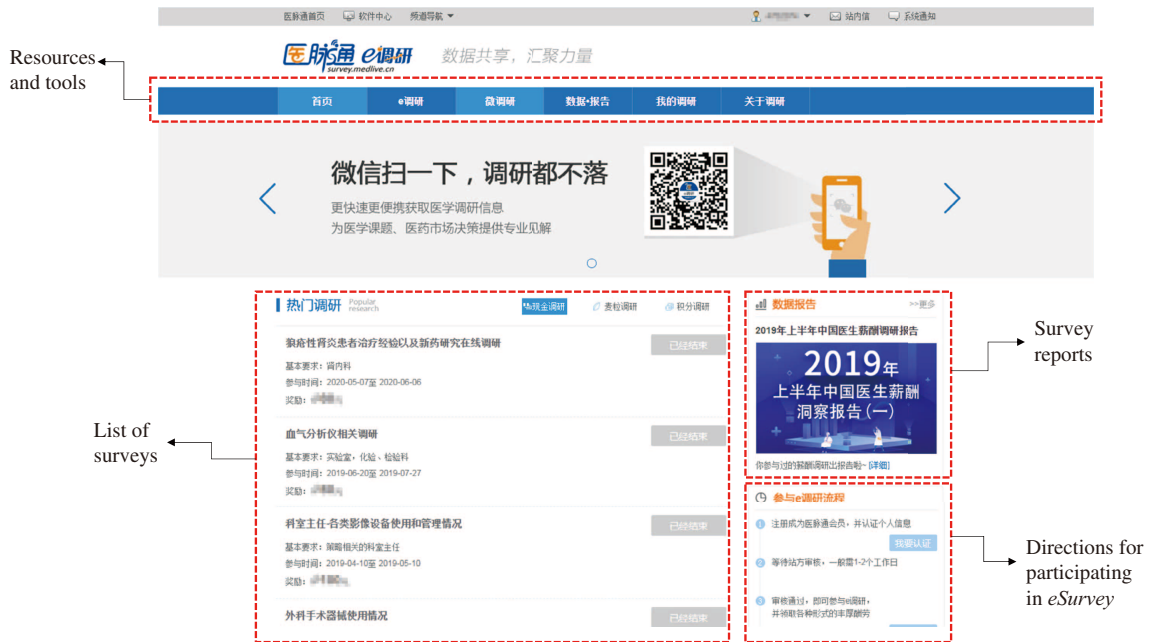 医脉通首页 软件中心 频道导航
站内信 系统通知
医脉通 e调研 数据共享，汇聚力量
survey.medlive.cn
Resources
and tools
首页 e调研 微调研 数据•报告 我的调研 关于调研
微信扫一下，调研都不落
更快速更便携获取医学调研信息
为医学课题、医药市场决策提供专业见解
热门调研 Popular research 现金调研 麦粒调研 积分调研
狼疮性肾炎患者治疗经验以及新药研究在线调研 已经结束
基本要求：肾内科
参与时间：2020-05-07至 2020-06-06
奖励：
血气分析仪相关调研 已经结束
基本要求：实验室，化验、检验科
参与时间：2019-06-20至 2019-07-27
奖励：
科室主任-各类影像设备使用和管理情况 已经结束
基本要求：策略相关的科室主任
参与时间：2019-04-10至 2019-05-10
奖励：
外科手术器械使用情况 已经结束
List of
surveys
数据报告 >>更多
2019年上半年中国医生薪酬调研报告
2019年
上半年中国医生薪酬
洞察报告(一)
你参与过的薪酬调研出报告啦~ [详细]
Survey
reports
参与e调研流程
1 注册成为医脉通会员，并认证个人信息
我要认证
2 等待站方审核，一般需1-2个工作日
3 审核通过，即可参与e调研，
并领取各种形式的丰厚酬劳
Directions for
participating
in eSurvey